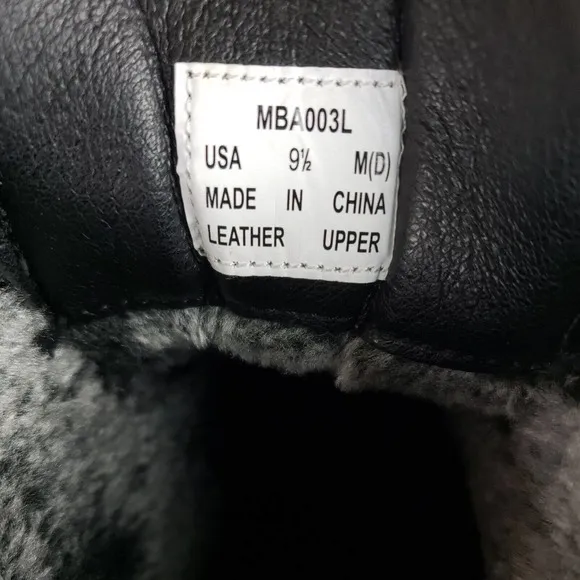 MBA003L
USA 9½ M(D)
MADE IN CHINA
LEATHER UPPER